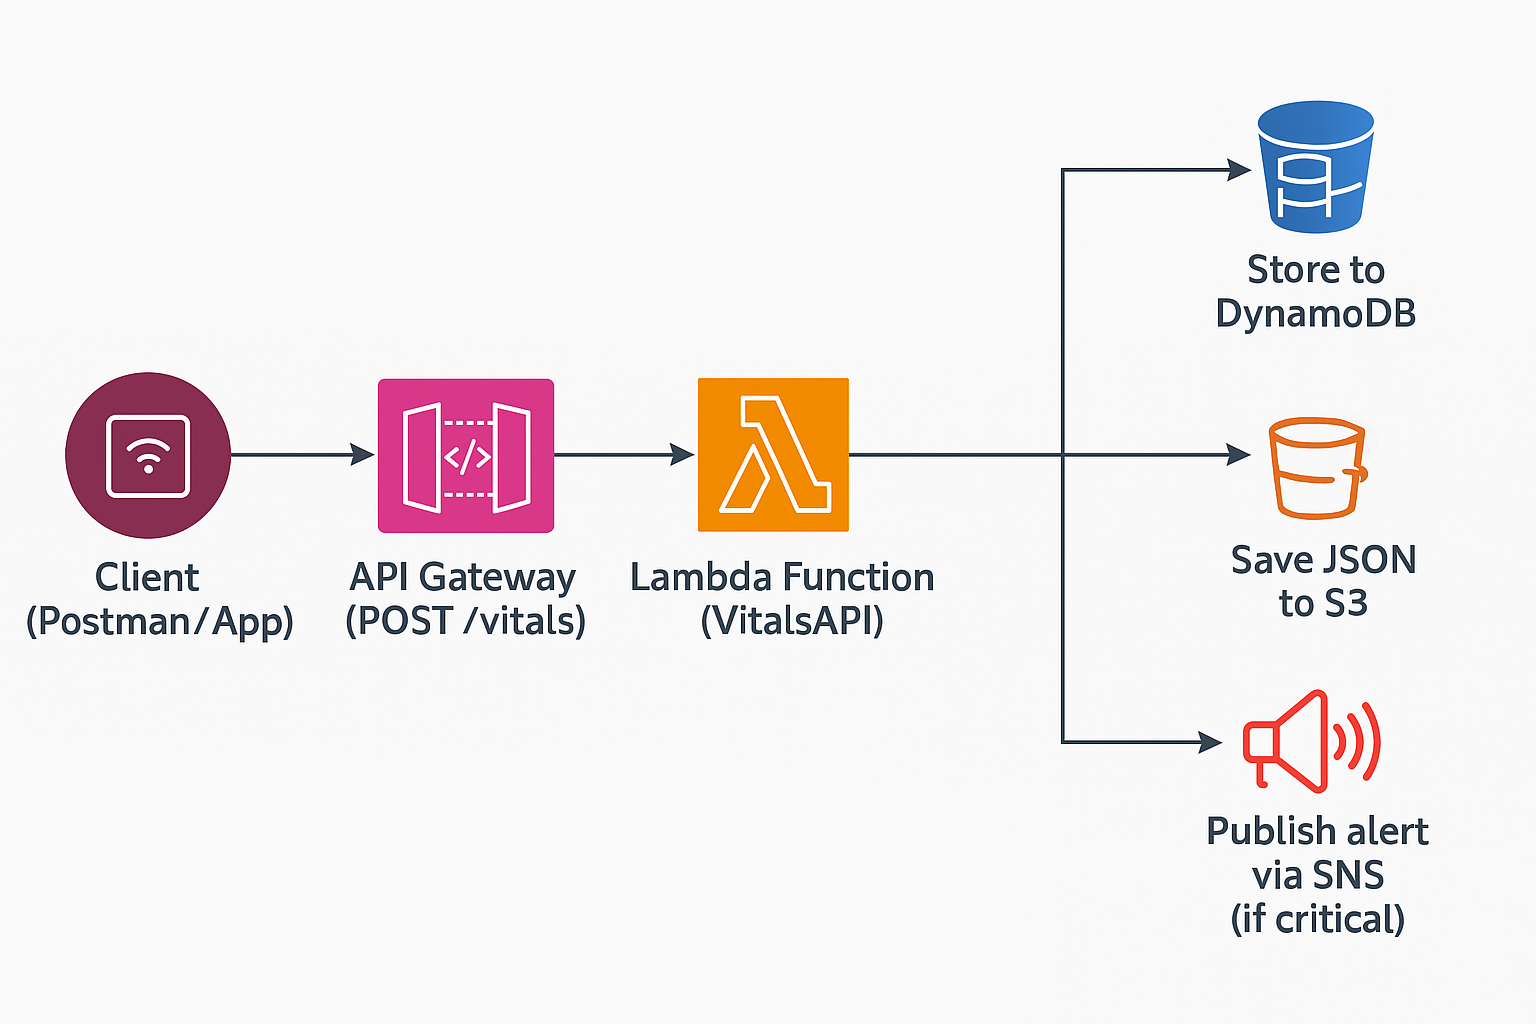 Client
(Postman/App)
API Gateway
(POST /vitals)
</>
Lambda Function
(VitalsAPI)
Store to
DynamoDB
Save JSON
to S3
Publish alert
via SNS
(if critical)